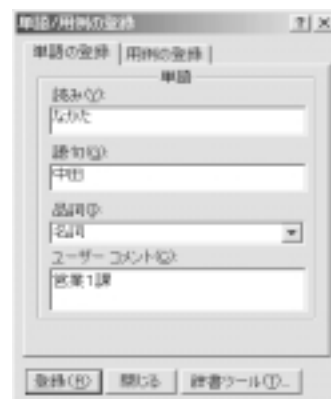 単語/用例の登録
単語の登録 用例の登録
単語
読み(Y):
なかた
語句(G):
中田
品詞(I):
名詞
ユーザー コメント(C):
営業1課
登録(R) 閉じる 辞書ツール(T)...